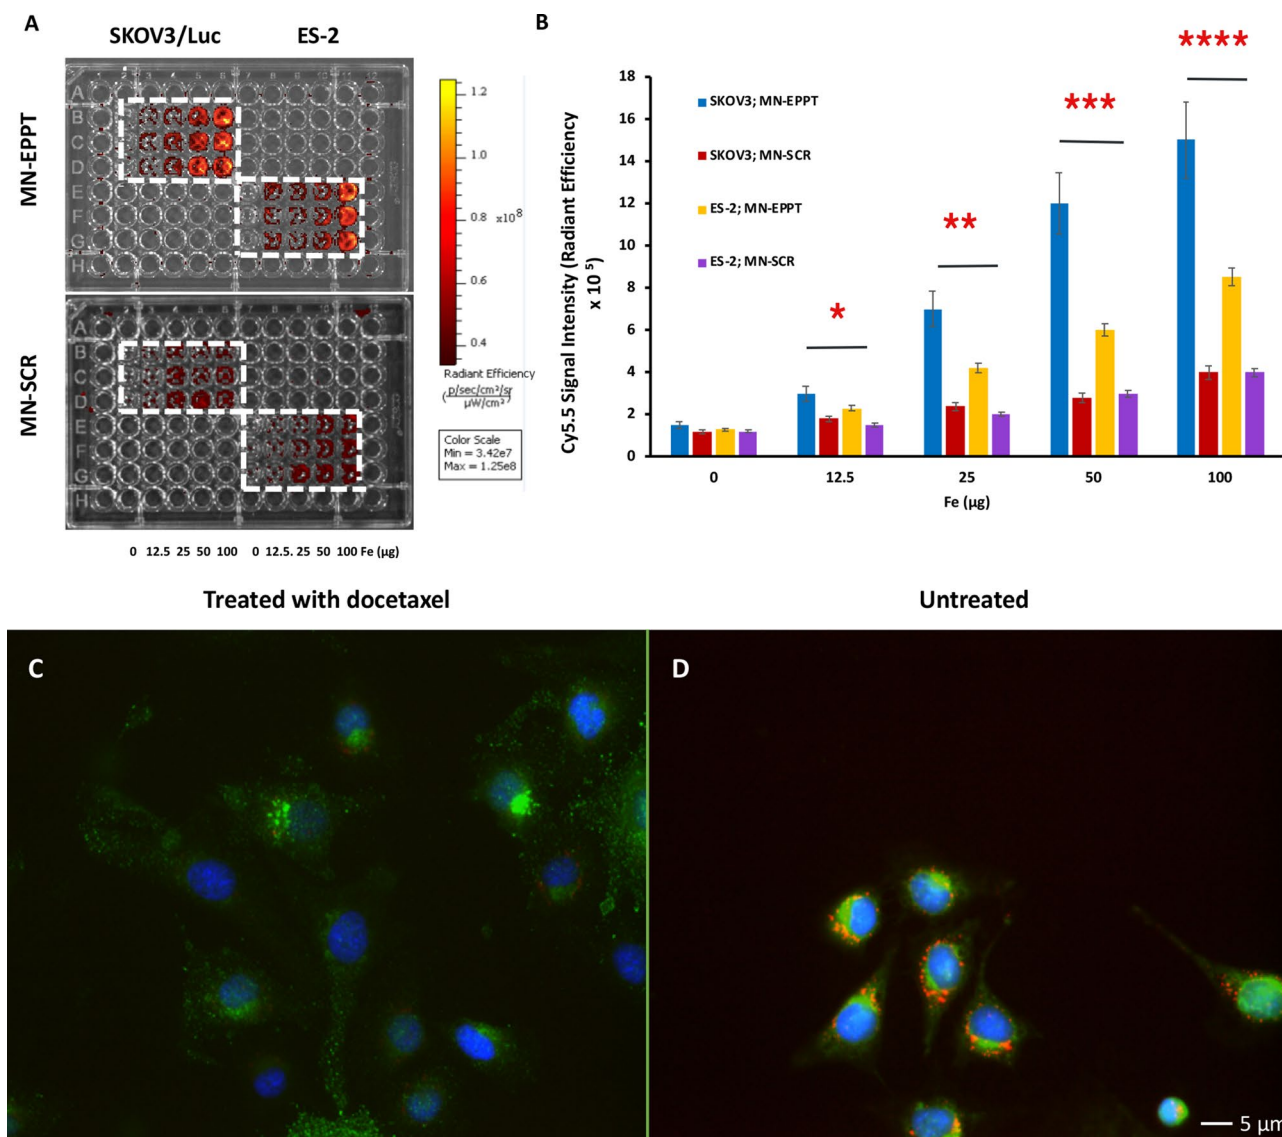 A
SKOV3/Luc ES-2
MN-EPPT
MN-SCR
A
B
C
D
E
F
G
H
A
B
C
D
E
F
G
H
1.2
1.0
0.8
x10⁸
0.6
0.4
Radiant Efficiency
(p/sec/cm²/sr
μW/cm²)
Color Scale
Min = 3.42e7
Max = 1.25e8
0 12.5 25 50 100 0 12.5. 25 50 100 Fe (μg)
B
Cy5.5 Signal Intensity (Radiant Efficiency)
x 10 ⁵)
18
16
14
12
10
8
6
4
2
0
SKOV3; MN-EPPT
SKOV3; MN-SCR
ES-2; MN-EPPT
ES-2; MN-SCR
*
**
***
****
0 12.5 25 50 100
Fe (μg)
Treated with docetaxel Untreated
C
D
5 μm